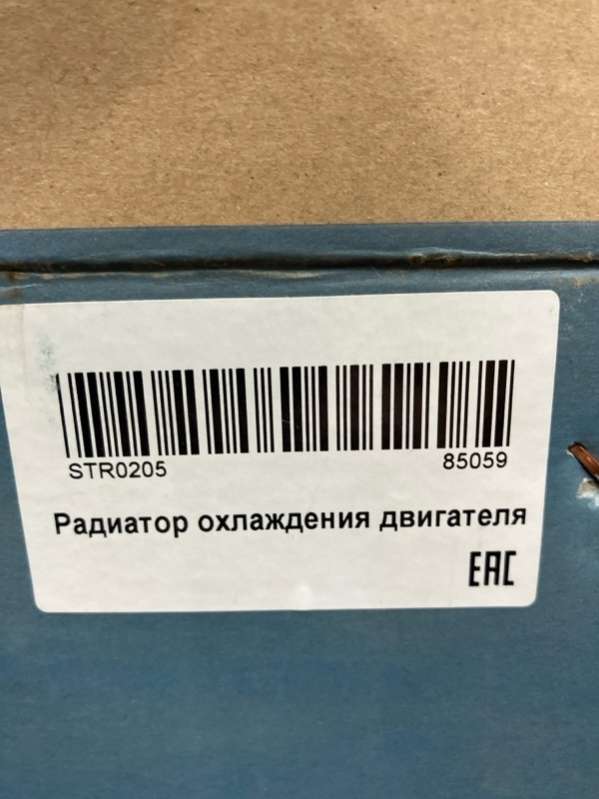 STR0205 85059
Радиатор охлаждения двигателя
EAC